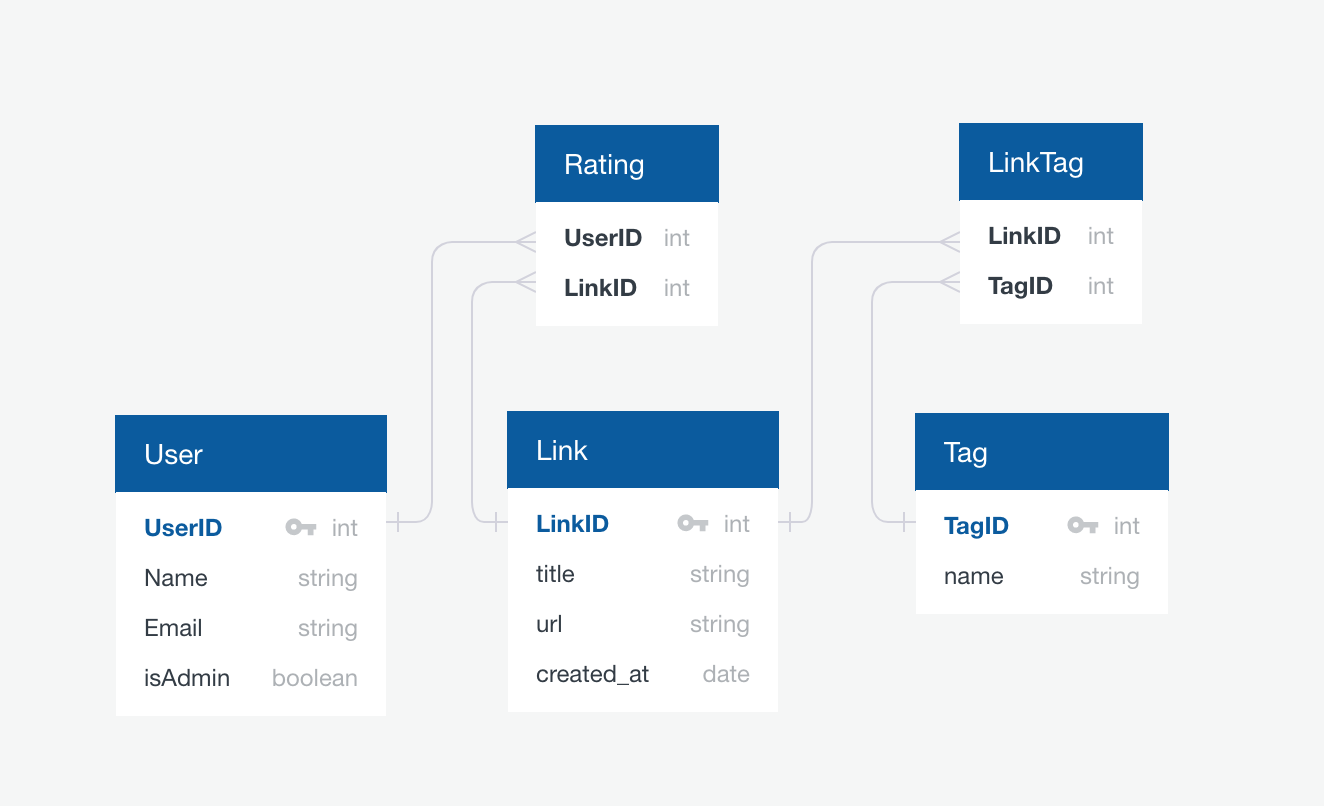 Rating
UserID int
LinkID int
LinkTag
LinkID int
TagID int
User
UserID int
Name string
Email string
isAdmin boolean
Link
LinkID int
title string
url string
created_at date
Tag
TagID int
name string